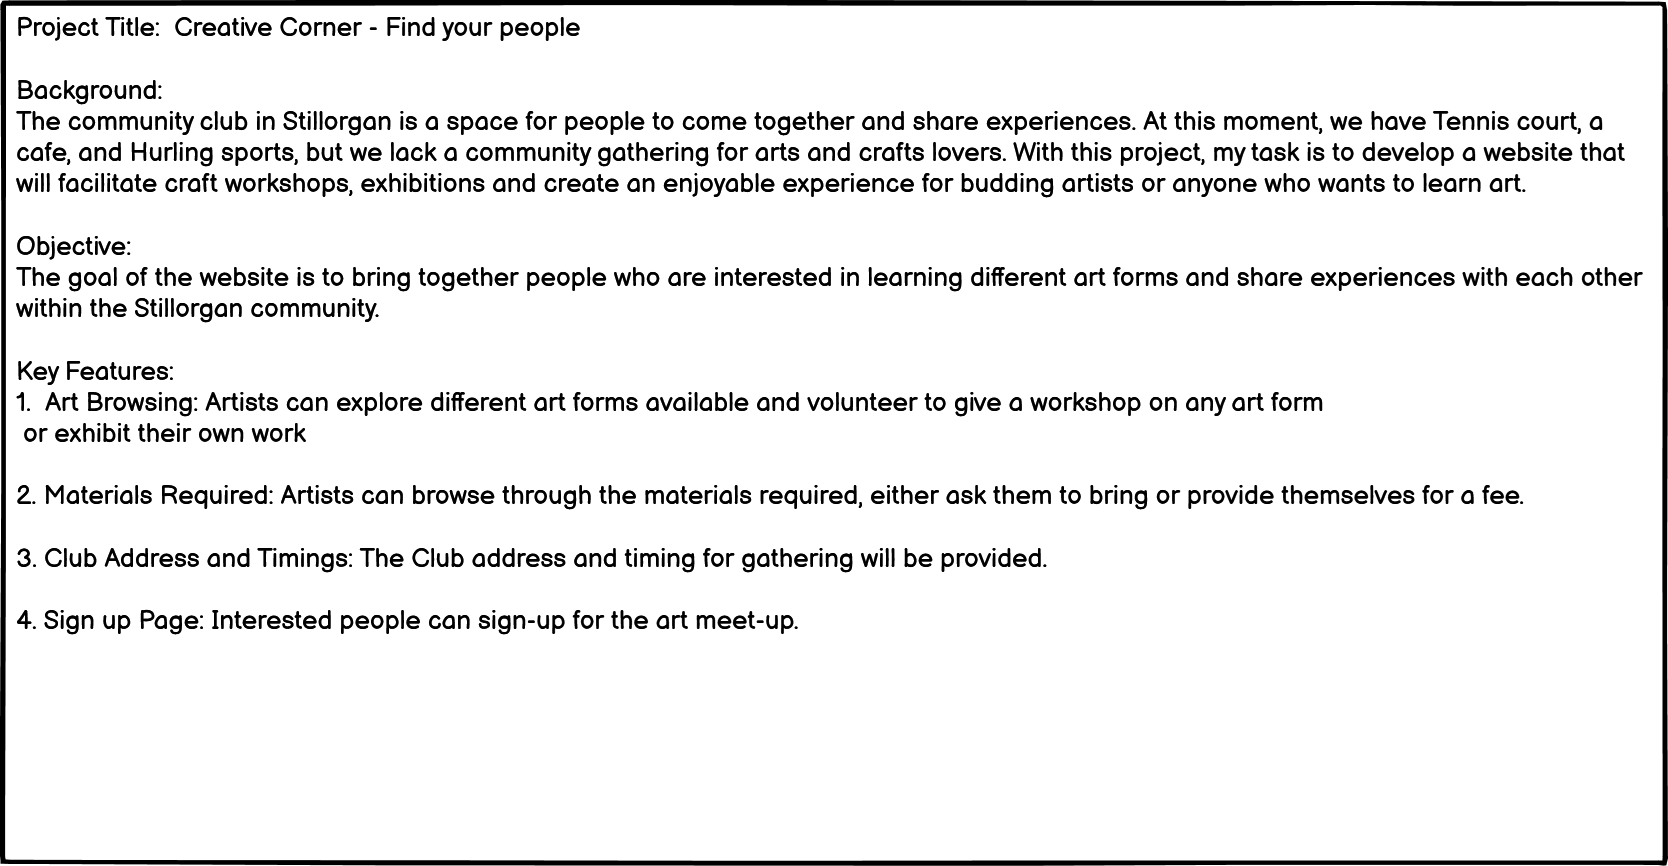 Project Title:  Creative Corner - Find your people
Background:
The community club in Stillorgan is a space for people to come together and share experiences. At this moment, we have Tennis court, a
cafe, and Hurling sports, but we lack a community gathering for arts and crafts lovers. With this project, my task is to develop a website that
will facilitate craft workshops, exhibitions and create an enjoyable experience for budding artists or anyone who wants to learn art.
Objective:
The goal of the website is to bring together people who are interested in learning different art forms and share experiences with each other
within the Stillorgan community.
Key Features:
1.  Art Browsing: Artists can explore different art forms available and volunteer to give a workshop on any art form
or exhibit their own work
2. Materials Required: Artists can browse through the materials required, either ask them to bring or provide themselves for a fee.
3. Club Address and Timings: The Club address and timing for gathering will be provided.
4. Sign up Page: Interested people can sign-up for the art meet-up.